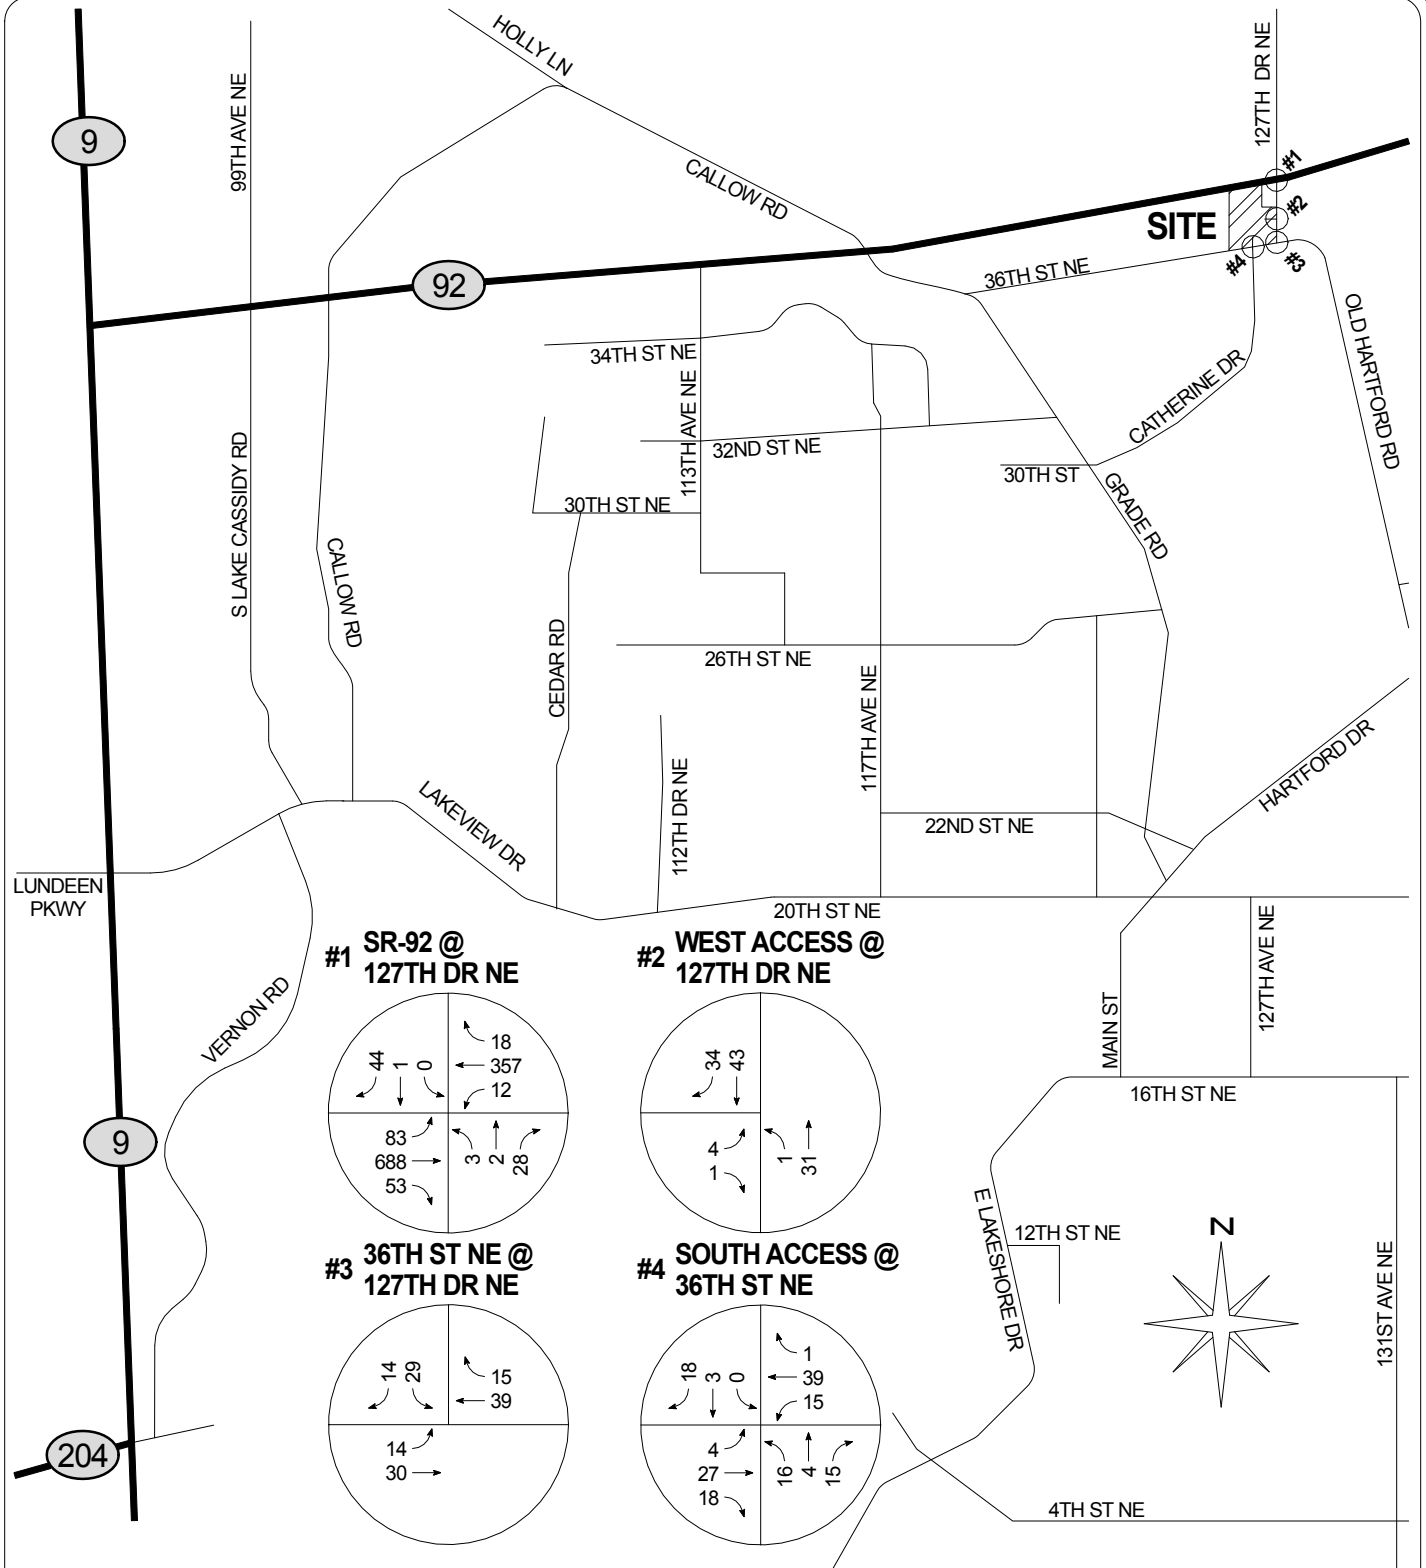 HOLLY LN
127TH DR NE
99TH AVE NE
9
#1
CALLOW RD
#2
SITE
#4
#3
36TH ST NE
92
OLD HARTFORD RD
34TH ST NE
CATHERINE DR
113TH AVE NE
32ND ST NE
S LAKE CASSIDY RD
30TH ST
30TH ST NE
GRADE RD
CALLOW RD
CEDAR RD
26TH ST NE
117TH AVE NE
HARTFORD DR
112TH DR NE
LAKEVIEW DR
22ND ST NE
LUNDEEN
PKWY
20TH ST NE
127TH AVE NE
VERNON RD
MAIN ST
16TH ST NE
9
E LAKESHORE DR
12TH ST NE
N
131ST AVE NE
204
4TH ST NE
#1 SR-92 @
127TH DR NE
44 1 0
18
357
12
83
688
53
3 2 28
#2 WEST ACCESS @
127TH DR NE
34 43
4
1
1 31
#3 36TH ST NE @
127TH DR NE
14 29
15
39
14
30
#4 SOUTH ACCESS @
36TH ST NE
18 3 0
1
39
15
4
27
18
16 4 15